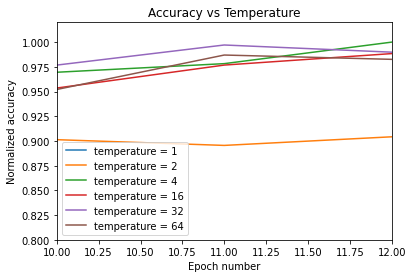 Accuracy vs Temperature
Normalized accuracy
1.000
0.975
0.950
0.925
0.900
0.875
0.850
0.825
0.800
temperature = 1
temperature = 2
temperature = 4
temperature = 16
temperature = 32
temperature = 64
10.00 10.25 10.50 10.75 11.00 11.25 11.50 11.75 12.00
Epoch number